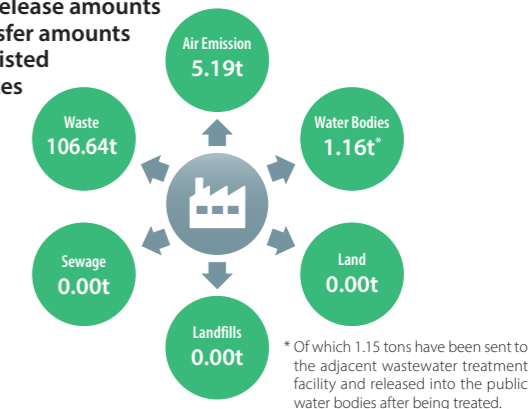 elease amounts
sfer amounts
isted
es
Air Emission
5.19t
Waste
106.64t
Water Bodies
1.16t*
Sewage
0.00t
Land
0.00t
Landfills
0.00t
* Of which 1.15 tons have been sent to
the adjacent wastewater treatment
facility and released into the public
water bodies after being treated.